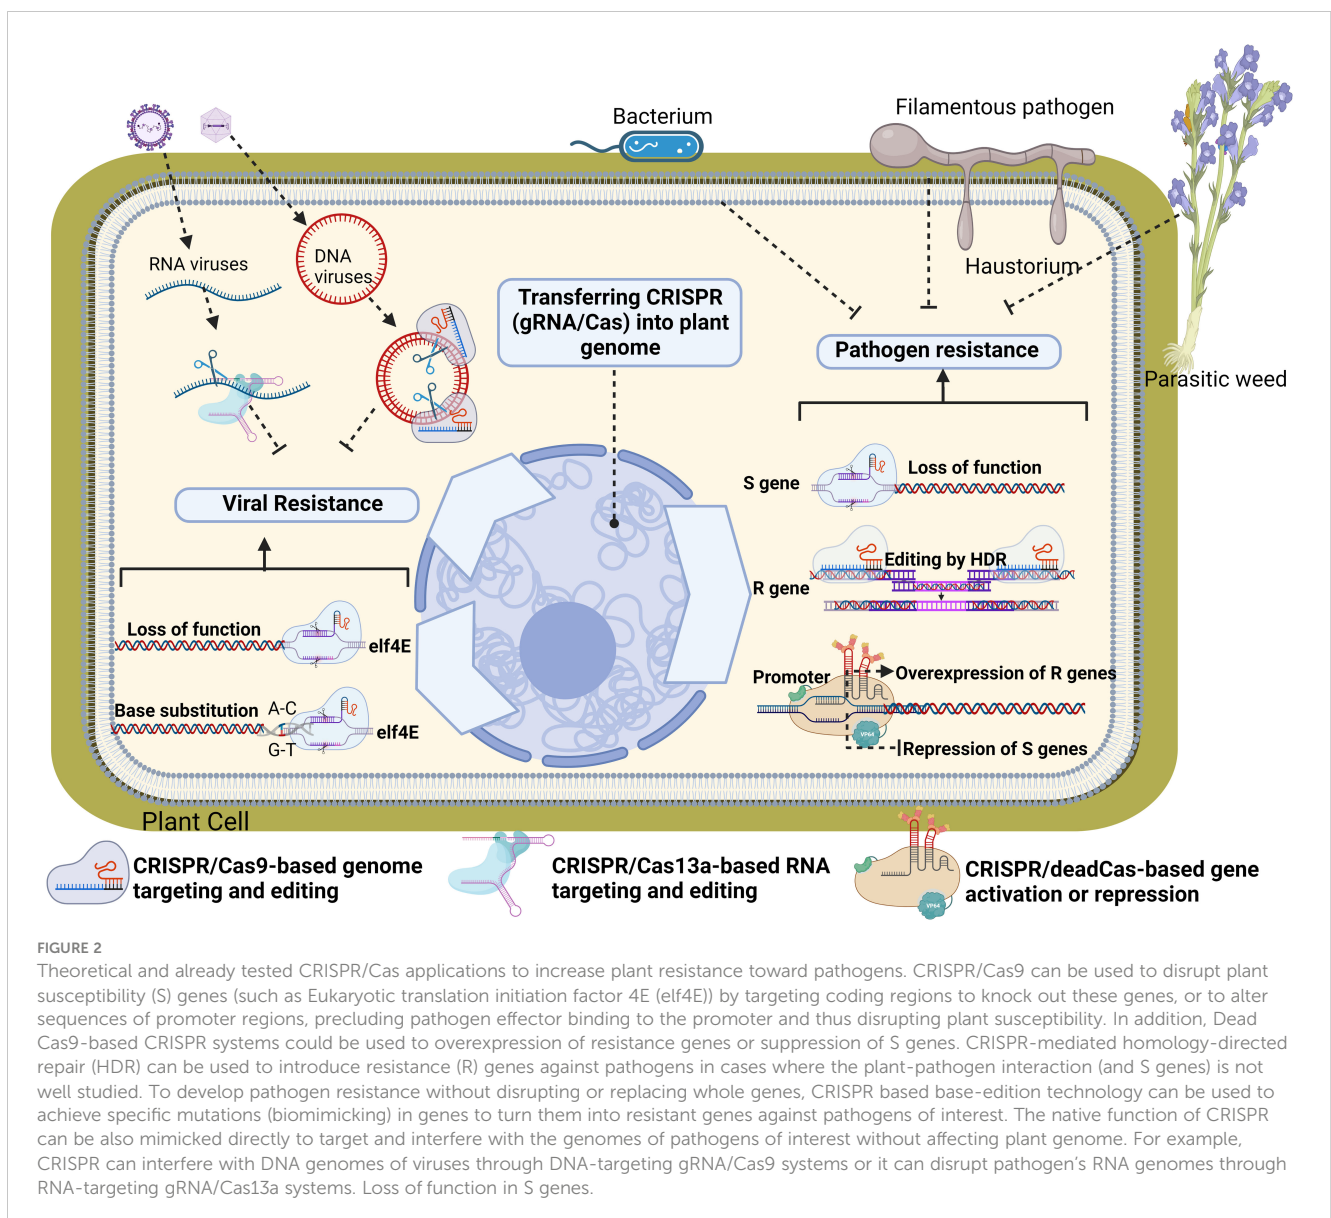 Bacterium
Filamentous pathogen
RNA viruses
DNA
viruses
Haustorium
Transferring CRISPR
(gRNA/Cas) into plant
genome
Pathogen resistance
Parasitic weed
Viral Resistance
S gene
Loss of function
Editing by HDR
R gene
Loss of function
elf4E
Promoter
Overexpression of R genes
Base substitution
A-C
G-T
elf4E
VP64
Repression of S genes
Plant Cell
CRISPR/Cas9-based genome
targeting and editing
CRISPR/Cas13a-based RNA
targeting and editing
VP64
CRISPR/deadCas-based gene
activation or repression
FIGURE 2
Theoretical and already tested CRISPR/Cas applications to increase plant resistance toward pathogens. CRISPR/Cas9 can be used to disrupt plant
susceptibility (S) genes (such as Eukaryotic translation initiation factor 4E (elf4E)) by targeting coding regions to knock out these genes, or to alter
sequences of promoter regions, precluding pathogen effector binding to the promoter and thus disrupting plant susceptibility. In addition, Dead
Cas9-based CRISPR systems could be used to overexpression of resistance genes or suppression of S genes. CRISPR-mediated homology-directed
repair (HDR) can be used to introduce resistance (R) genes against pathogens in cases where the plant-pathogen interaction (and S genes) is not
well studied. To develop pathogen resistance without disrupting or replacing whole genes, CRISPR based base-edition technology can be used to
achieve specific mutations (biomimicking) in genes to turn them into resistant genes against pathogens of interest. The native function of CRISPR
can be also mimicked directly to target and interfere with the genomes of pathogens of interest without affecting plant genome. For example,
CRISPR can interfere with DNA genomes of viruses through DNA-targeting gRNA/Cas9 systems or it can disrupt pathogen's RNA genomes through
RNA-targeting gRNA/Cas13a systems. Loss of function in S genes.